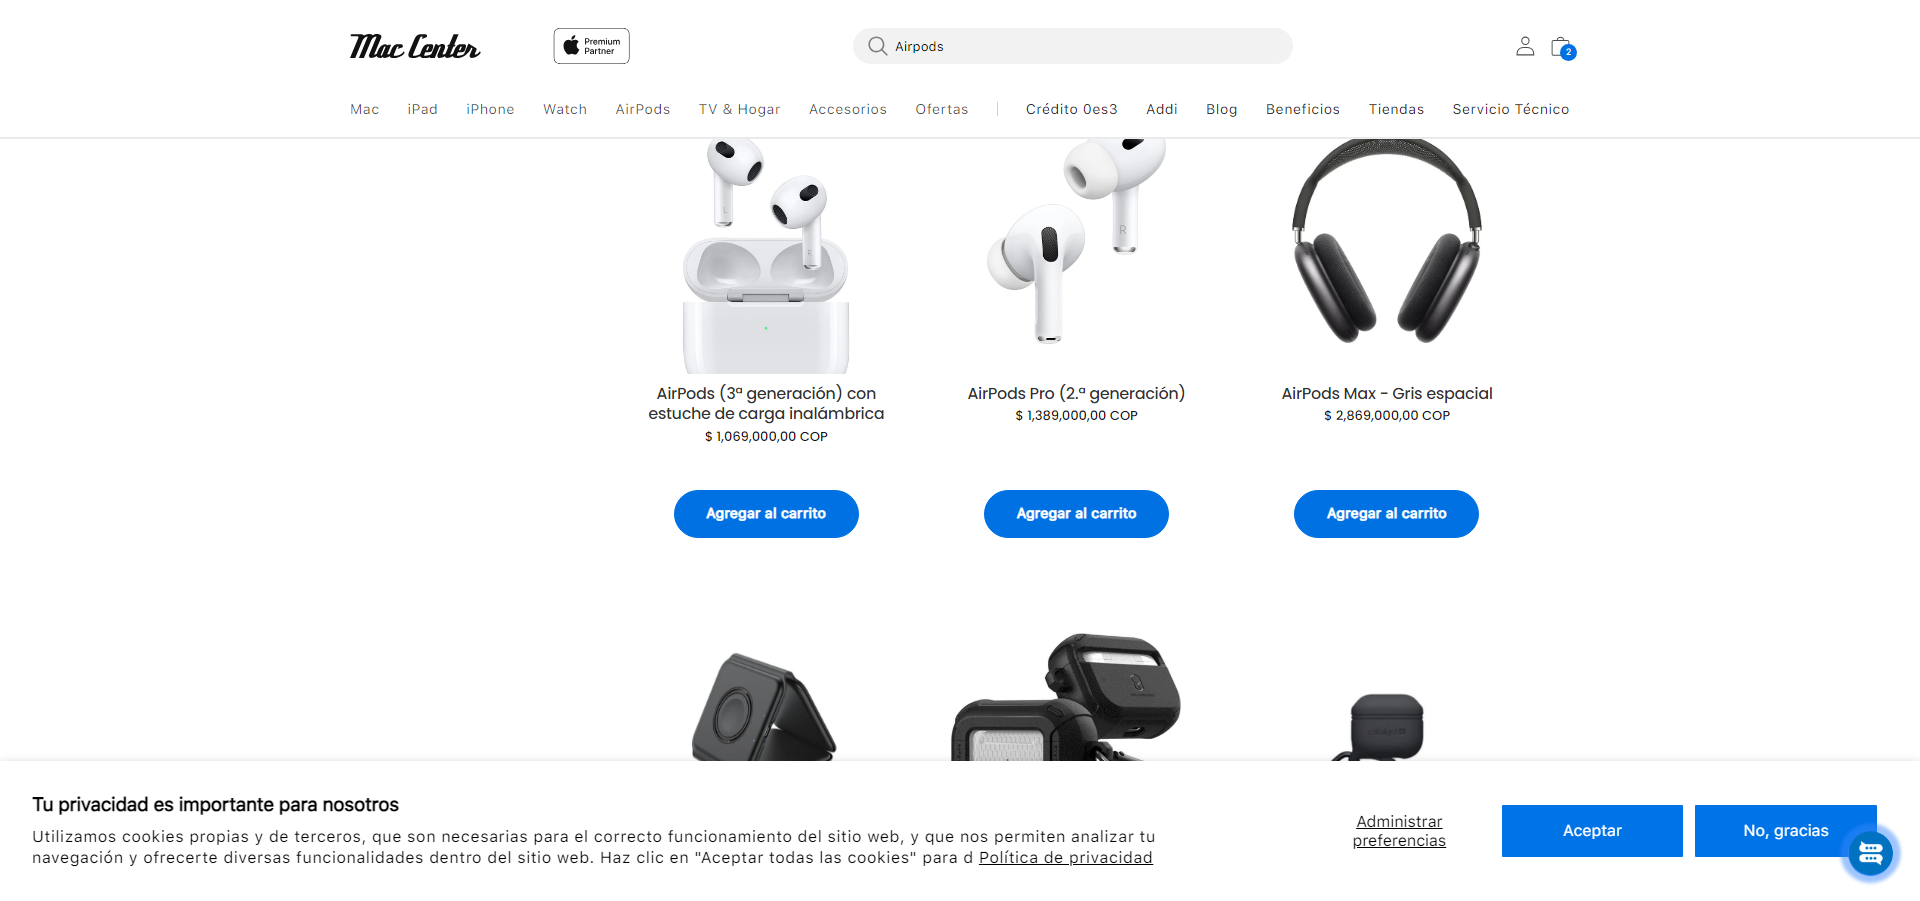 Mac Center
Premium
Partner
Airpods
2
Mac iPad iPhone Watch AirPods TV & Hogar Accesorios Ofertas Crédito 0es3 Addi Blog Beneficios Tiendas Servicio Técnico
L
R
AirPods (3ª generación) con
estuche de carga inalámbrica
$ 1,069,000,00 COP
AirPods Pro (2.ª generación)
$ 1,389,000,00 COP
AirPods Max - Gris espacial
$ 2,869,000,00 COP
Agregar al carrito
Agregar al carrito
Agregar al carrito
Tu privacidad es importante para nosotros
Utilizamos cookies propias y de terceros, que son necesarias para el correcto funcionamiento del sitio web, y que nos permiten analizar tu
navegación y ofrecerte diversas funcionalidades dentro del sitio web. Haz clic en "Aceptar todas las cookies" para d Política de privacidad
Administrar
preferencias
Aceptar
No, gracias